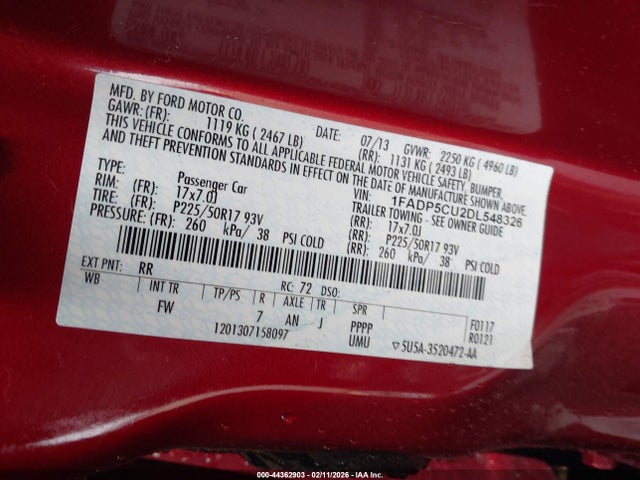 MFD. BY FORD MOTOR CO.
DATE: 07/13 GVWR: 2250 KG ( 4960 LB)
GAWR: (FR): 1119 KG ( 2467 LB) (RR): 1131 KG ( 2493 LB)
THIS VEHICLE CONFORMS TO ALL APPLICABLE FEDERAL MOTOR VEHICLE SAFETY, BUMPER,
AND THEFT PREVENTION STANDARDS IN EFFECT ON THE DATE OF MANUFACTURE SHOWN ABOVE.
VIN: 1FADP5CU2DL548326
TYPE: Passenger Car TRAILER TOWING - SEE OWNER GUIDE
RIM: (FR): 17x7.0J (RR): 17x7.0J
TIRE: (FR): P225/50R17 93V (RR): P225/50R17 93V
PRESSURE: (FR): 260 kPa/ 38 PSI COLD (RR): 260 kPa/ 38 PSI COLD
EXT PNT: RR RC: 72 DSO:
WB INT TR TP/PS R AXLE TR SPR
FW 7 AN J PPPP F0117
UMU R0121
1201307158097 ▽ 5U5A-3520472-AA
000-44362903 - 02/11/2026 - IAA Inc.